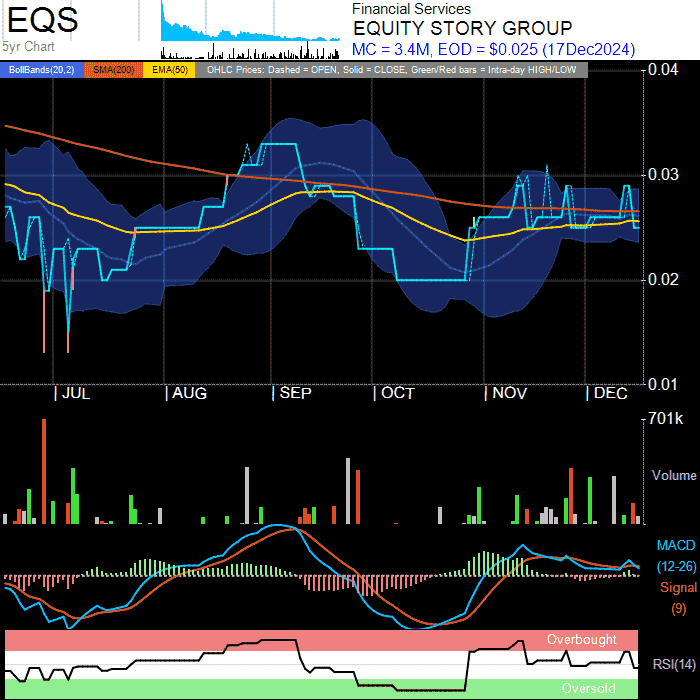 EQS
5yr Chart
Financial Services
EQUITY STORY GROUP
MC = 3.4M, EOD = $0.025 (17Dec2024)
BollBands(20,2) SMA(200) EMA(50) OHLC Prices: Dashed = OPEN, Solid = CLOSE, Green/Red bars = Intra-day HIGH/LOW
0.04
0.03
0.02
0.01
JUL AUG SEP OCT NOV DEC
701k
Volume
MACD
(12-26)
Signal
(9)
Overbought
RSI(14)
Oversold